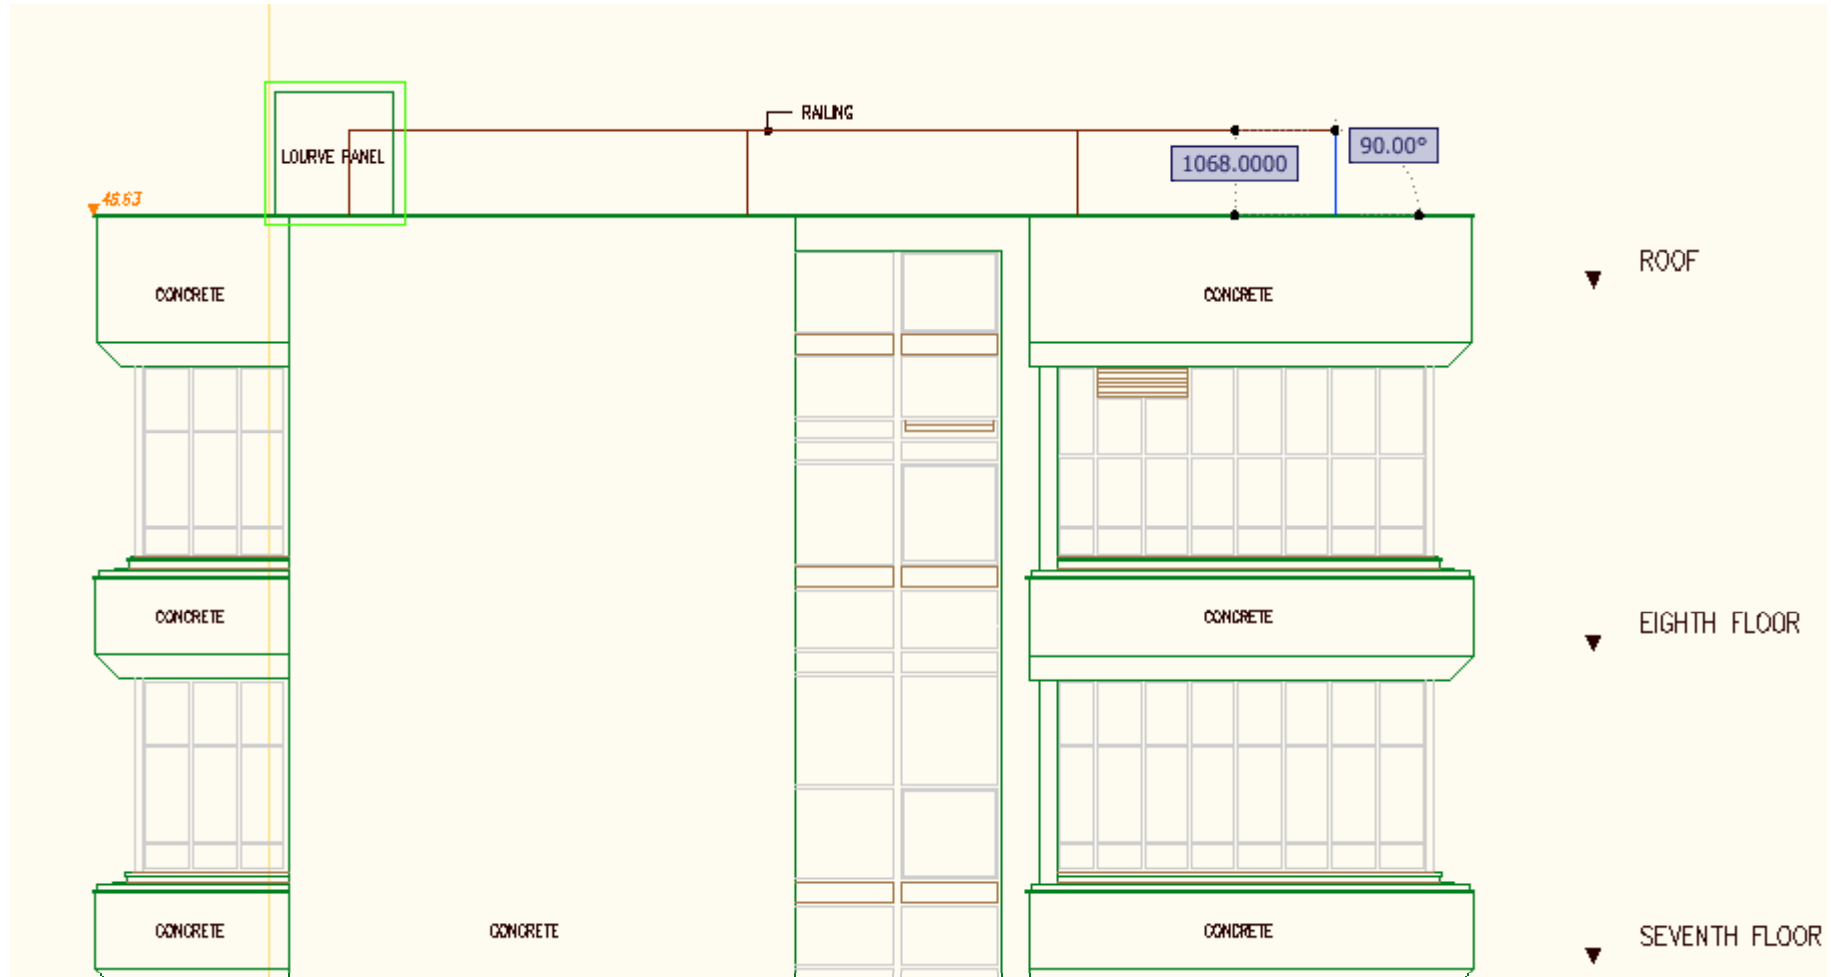 RAILING
LOURVE PANEL
1068.0000
90.00°
45.63
ROOF
CONCRETE
CONCRETE
CONCRETE
CONCRETE
EIGHTH FLOOR
CONCRETE
CONCRETE
CONCRETE
SEVENTH FLOOR